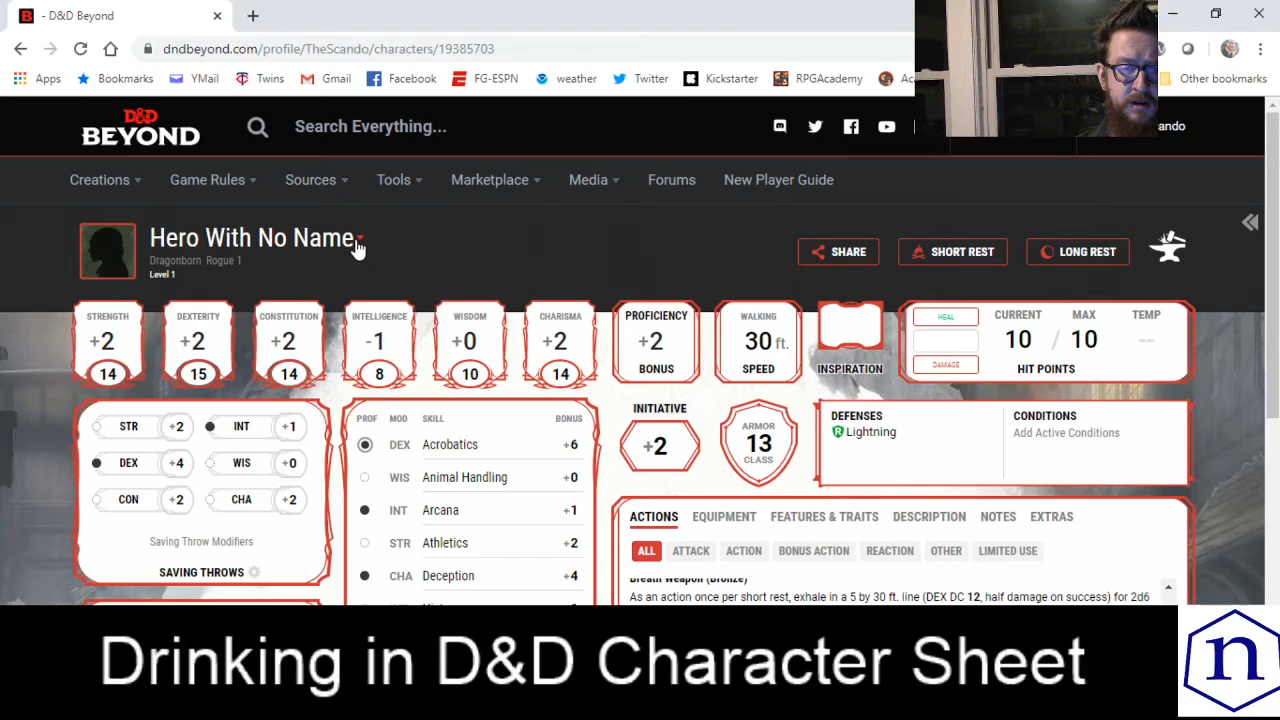 - D&D Beyond
dndbeyond.com/profile/TheScando/characters/19385703
Apps Bookmarks YMail Twins Gmail Facebook FG-ESPN weather Twitter Kickstarter RPGAcademy Other bookmarks
D&D
BEYOND
Search Everything...
Creations Game Rules Sources Tools Marketplace Media Forums New Player Guide
Hero With No Name
Dragonborn Rogue 1
Level 1
SHARE SHORT REST LONG REST
STRENGTH
+2
14
DEXTERITY
+2
15
CONSTITUTION
+2
14
INTELLIGENCE
-1
8
WISDOM
+0
10
CHARISMA
+2
14
PROFICIENCY
+2
BONUS
WALKING
30 ft.
SPEED
INSPIRATION
HEAL
DAMAGE
CURRENT MAX TEMP
10 / 10 --
HIT POINTS
STR +2 INT +1
DEX +4 WIS +0
CON +2 CHA +2
Saving Throw Modifiers
SAVING THROWS
PROF MOD SKILL BONUS
DEX Acrobatics +6
WIS Animal Handling +0
INT Arcana +1
STR Athletics +2
CHA Deception +4
INITIATIVE
+2
ARMOR
13
CLASS
DEFENSES
R Lightning
CONDITIONS
Add Active Conditions
ACTIONS EQUIPMENT FEATURES & TRAITS DESCRIPTION NOTES EXTRAS
ALL ATTACK ACTION BONUS ACTION REACTION OTHER LIMITED USE
Breath Weapon (Bronze)
As an action once per short rest, exhale in a 5 by 30 ft. line (DEX DC 12, half damage on success) for 2d6
Drinking in D&D Character Sheet
n